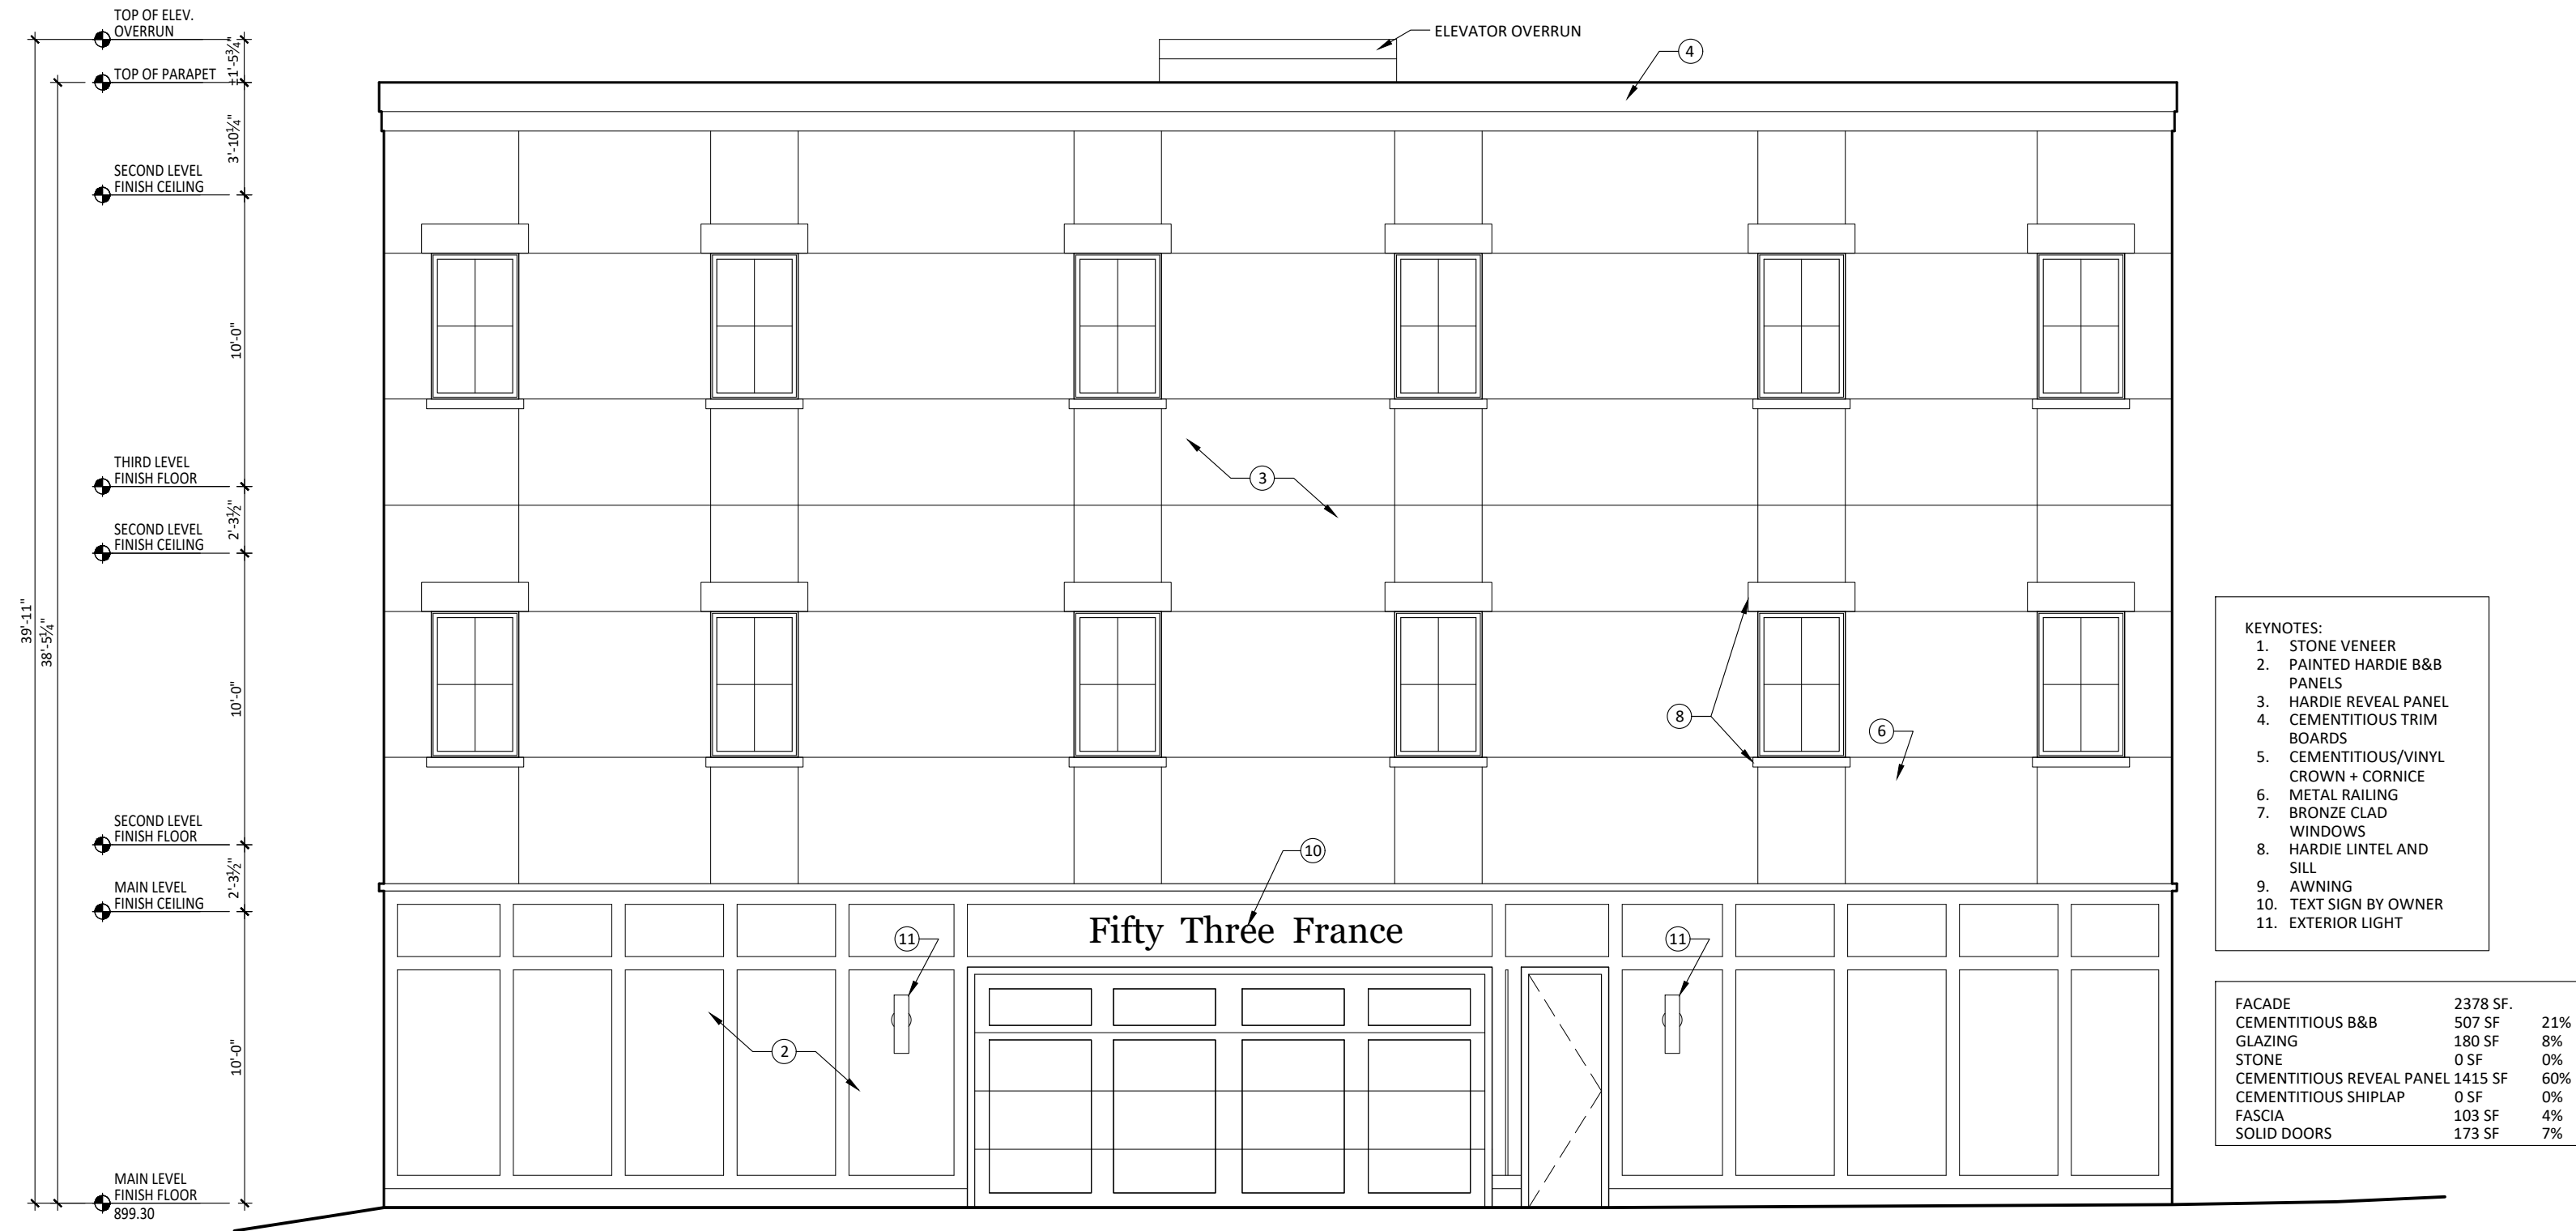 TOP OF ELEV.
OVERRUN
±1'-5¾"
ELEVATOR OVERRUN
4
TOP OF PARAPET
3'-10¼"
SECOND LEVEL
FINISH CEILING
10'-0"
THIRD LEVEL
FINISH FLOOR
3
2'-3½"
SECOND LEVEL
FINISH CEILING
39'-11"
38'-5¼"
10'-0"
8
6
SECOND LEVEL
FINISH FLOOR
10
2'-3½"
MAIN LEVEL
FINISH CEILING
Fifty Three France
11
11
2
10'-0"
MAIN LEVEL
FINISH FLOOR
899.30
KEYNOTES:
1. STONE VENEER
2. PAINTED HARDIE B&B
PANELS
3. HARDIE REVEAL PANEL
4. CEMENTITIOUS TRIM
BOARDS
5. CEMENTITIOUS/VINYL
CROWN + CORNICE
6. METAL RAILING
7. BRONZE CLAD
WINDOWS
8. HARDIE LINTEL AND
SILL
9. AWNING
10. TEXT SIGN BY OWNER
11. EXTERIOR LIGHT
FACADE 2378 SF.
CEMENTITIOUS B&B 507 SF 21%
GLAZING 180 SF 8%
STONE 0 SF 0%
CEMENTITIOUS REVEAL PANEL 1415 SF 60%
CEMENTITIOUS SHIPLAP 0 SF 0%
FASCIA 103 SF 4%
SOLID DOORS 173 SF 7%